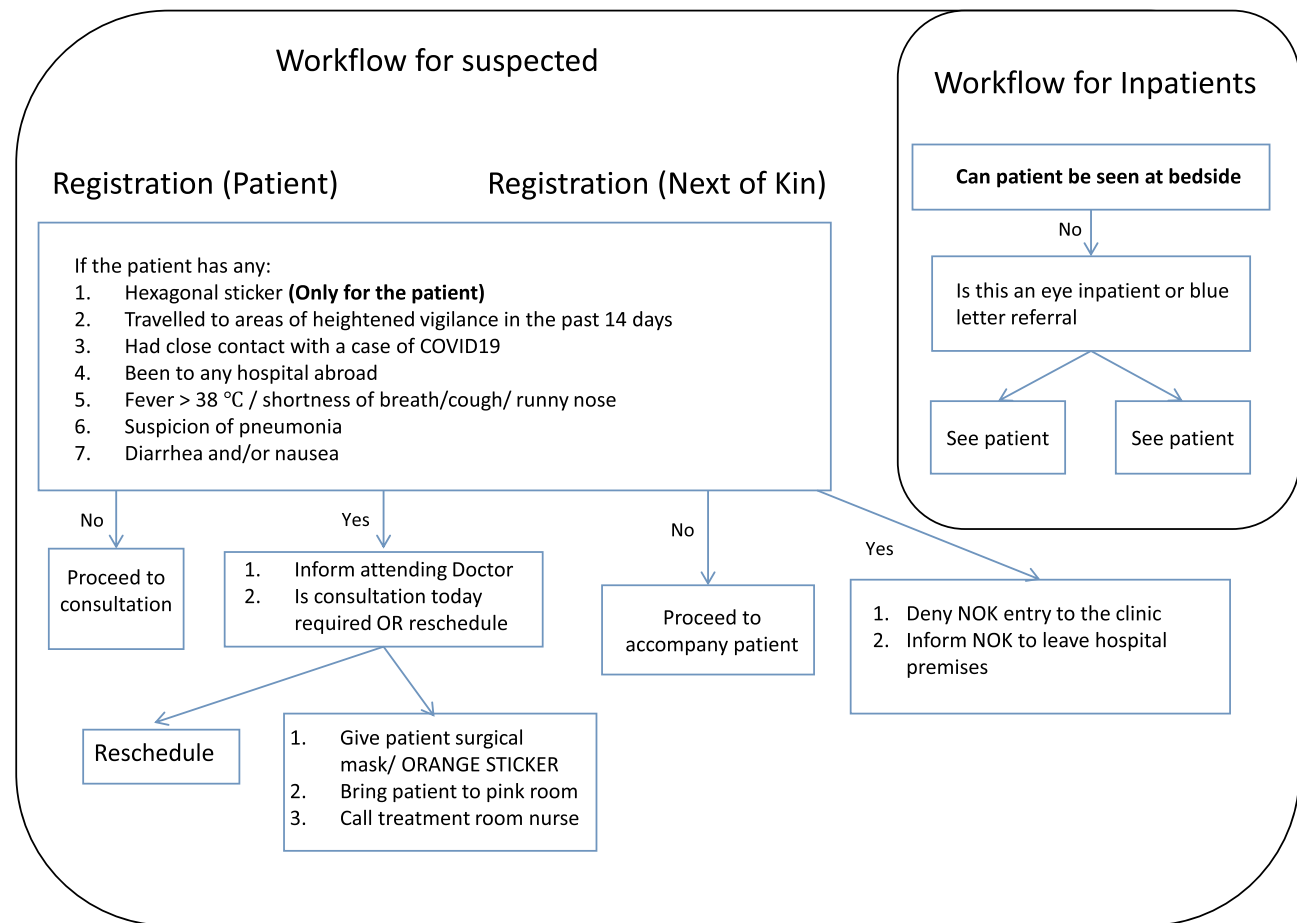 Workflow for suspected
Registration (Patient)
Registration (Next of Kin)
If the patient has any:
1. Hexagonal sticker (Only for the patient)
2. Travelled to areas of heightened vigilance in the past 14 days
3. Had close contact with a case of COVID19
4. Been to any hospital abroad
5. Fever > 38 ℃ / shortness of breath/cough/ runny nose
6. Suspicion of pneumonia
7. Diarrhea and/or nausea
No
Yes
No
Yes
Proceed to
consultation
1. Inform attending Doctor
2. Is consultation today
required OR reschedule
Proceed to
accompany patient
1. Deny NOK entry to the clinic
2. Inform NOK to leave hospital
premises
Reschedule
1. Give patient surgical
mask/ ORANGE STICKER
2. Bring patient to pink room
3. Call treatment room nurse
Workflow for Inpatients
Can patient be seen at bedside
No
Is this an eye inpatient or blue
letter referral
See patient
See patient